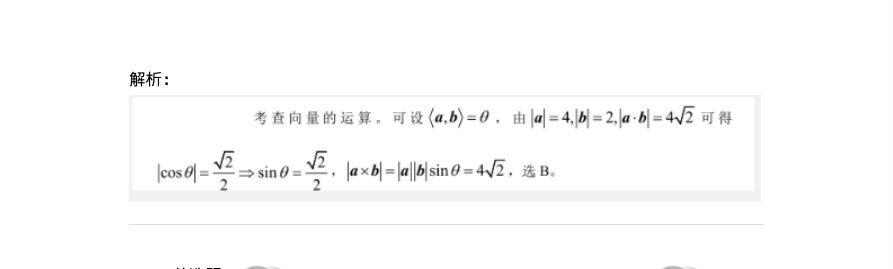 解析：
考查向量的运算。可设⟨a,b⟩=θ，由|a|=4,|b|=2,|a·b|=4√2 可得
|cosθ|=√2/2⇒sinθ=√2/2，|a×b|=|a||b|sinθ=4√2，选 B。